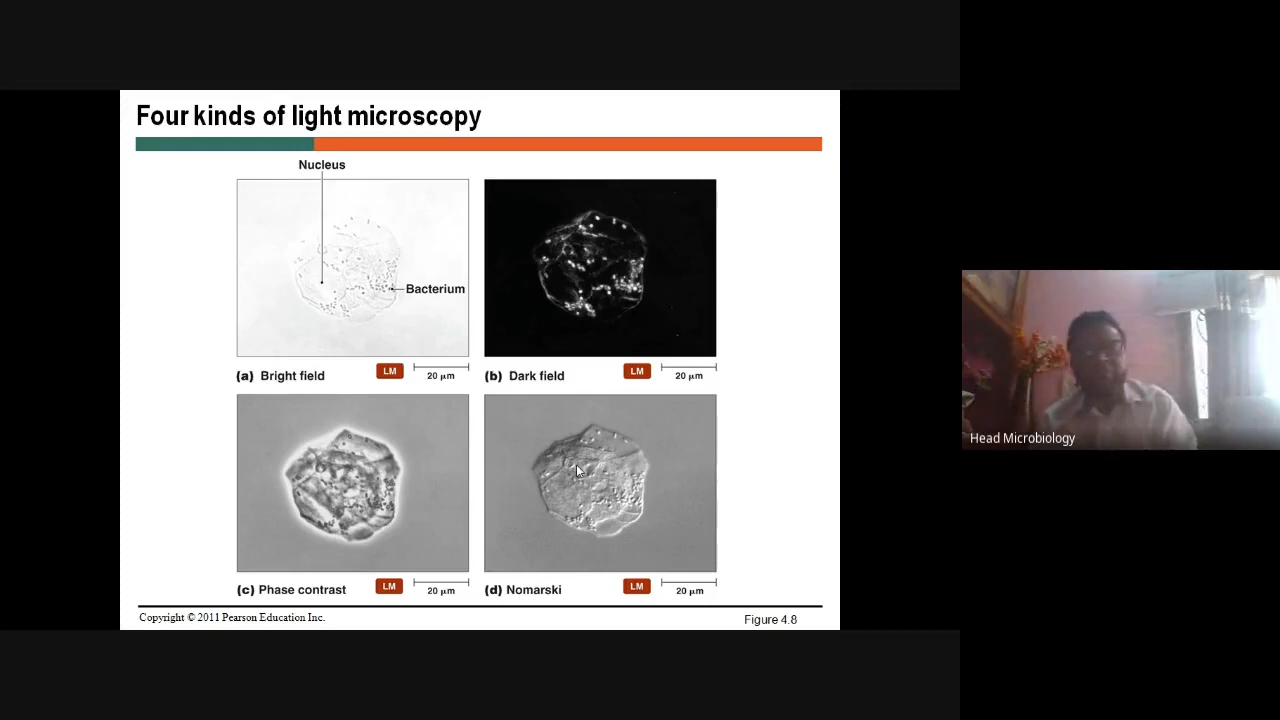 Four kinds of light microscopy
Nucleus
Bacterium
(a) Bright field
LM
20 μm
(b) Dark field
LM
20 μm
(c) Phase contrast
LM
20 μm
(d) Nomarski
LM
20 μm
Copyright © 2011 Pearson Education Inc.
Figure 4.8
Head Microbiology